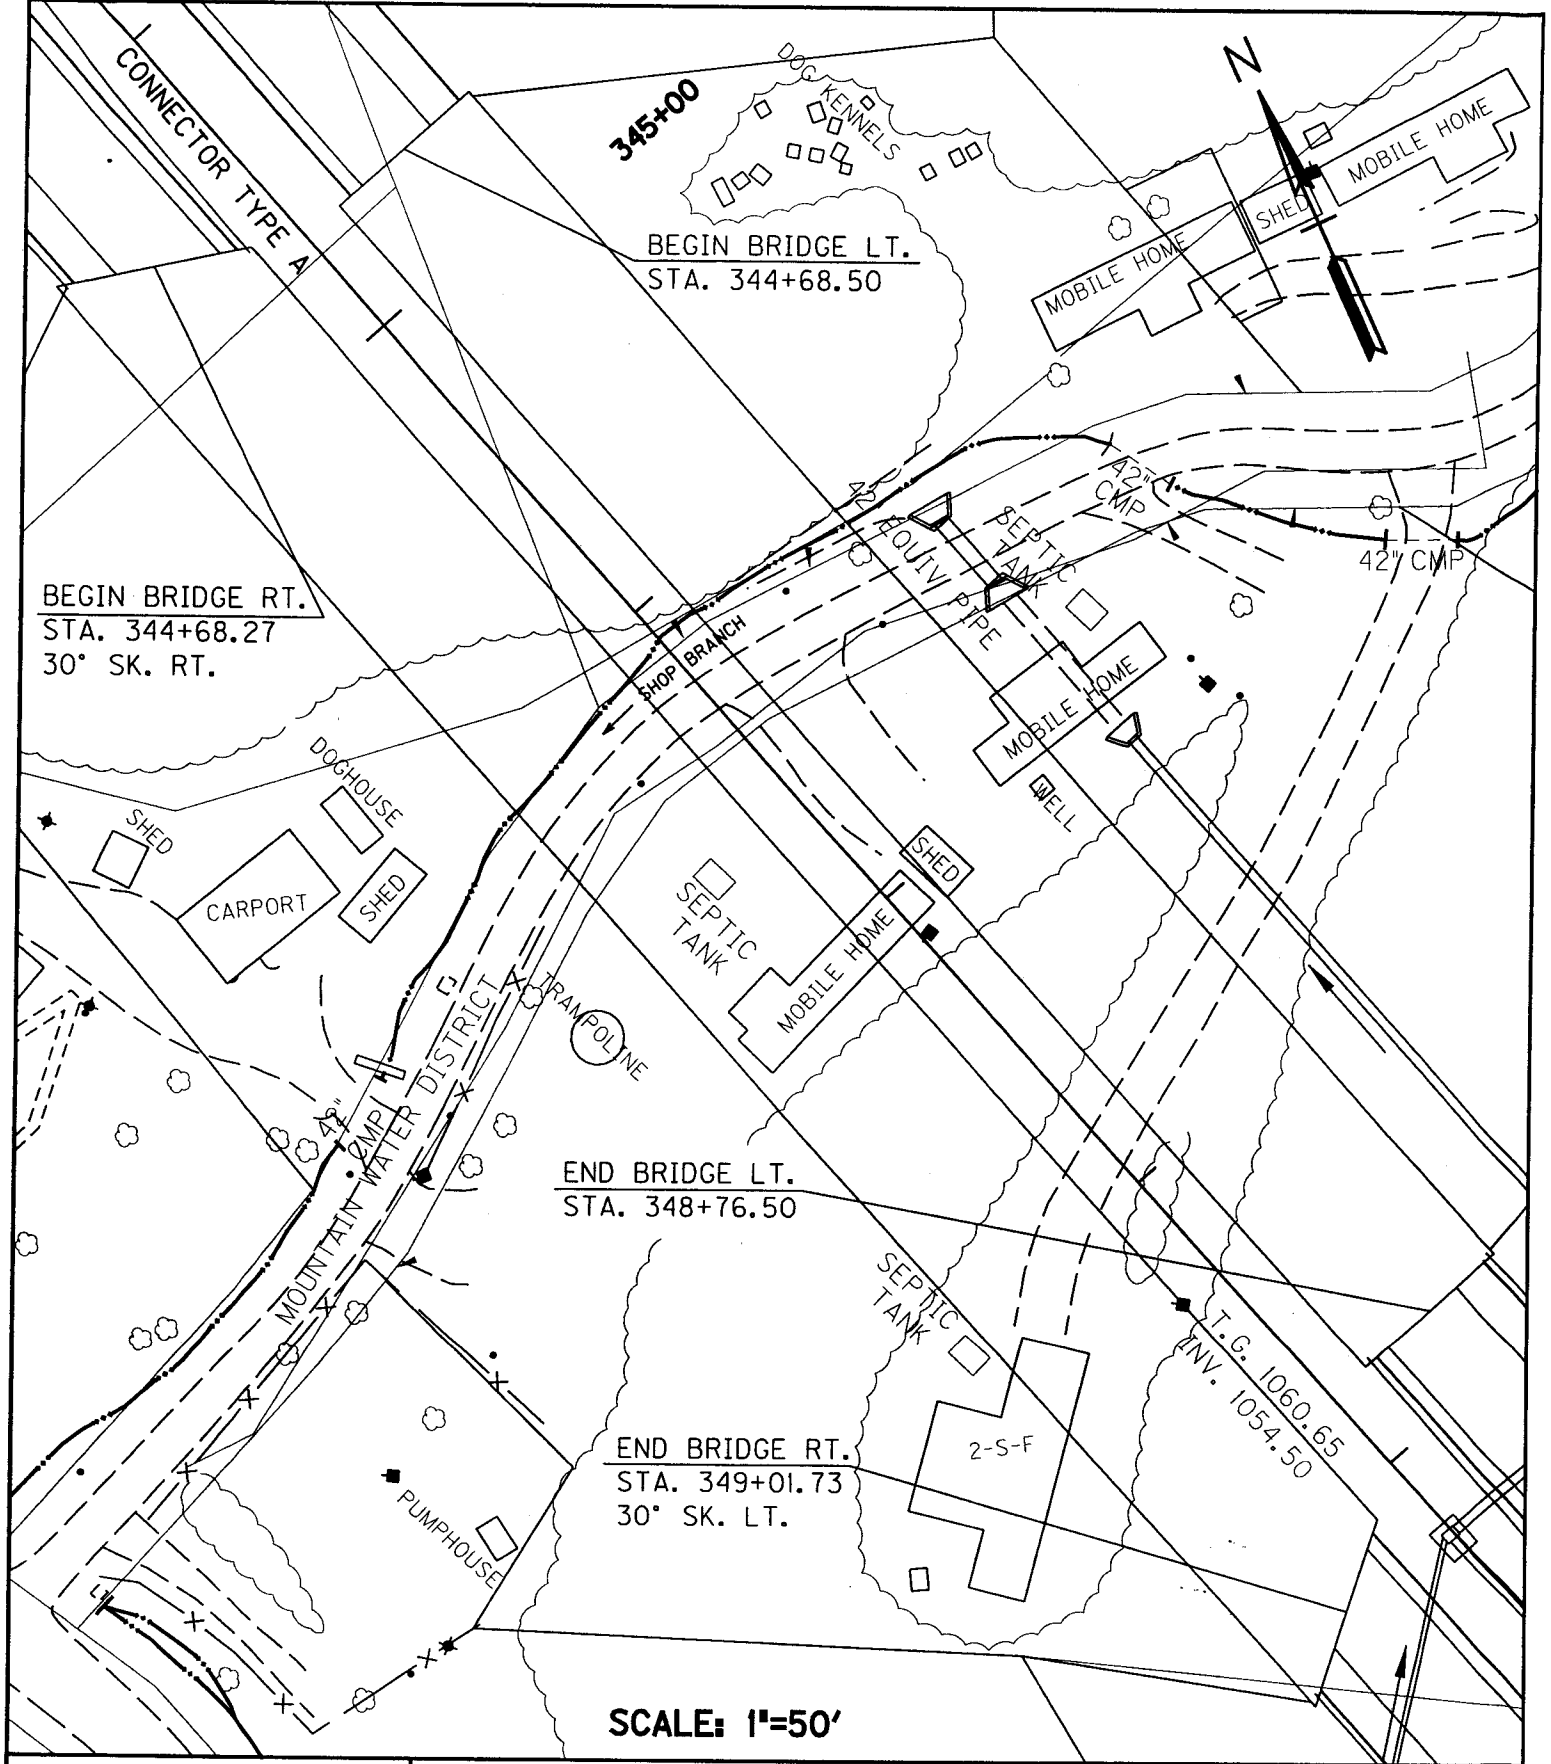 CONNECTOR TYPE A
345+00
DOG KENNELS
N
MOBILE HOME
SHED
MOBILE HOME
BEGIN BRIDGE LT.
STA. 344+68.50
42" EQUIV PIPE
SEPTIC
TANK
42"
CMP
42" CMP
BEGIN BRIDGE RT.
STA. 344+68.27
30° SK. RT.
SHOP BRANCH
MOBILE HOME
WELL
DOGHOUSE
SHED
CARPORT
SHED
SHED
SEPTIC
TANK
MOBILE HOME
TRAMPOLINE
42"
CMP
MOUNTAIN WATER DISTRICT
END BRIDGE LT.
STA. 348+76.50
SEPTIC
TANK
T.G. 1060.65
INV. 1054.50
2-S-F
END BRIDGE RT.
STA. 349+01.73
30° SK. LT.
PUMPHOUSE
SCALE: 1"=50'